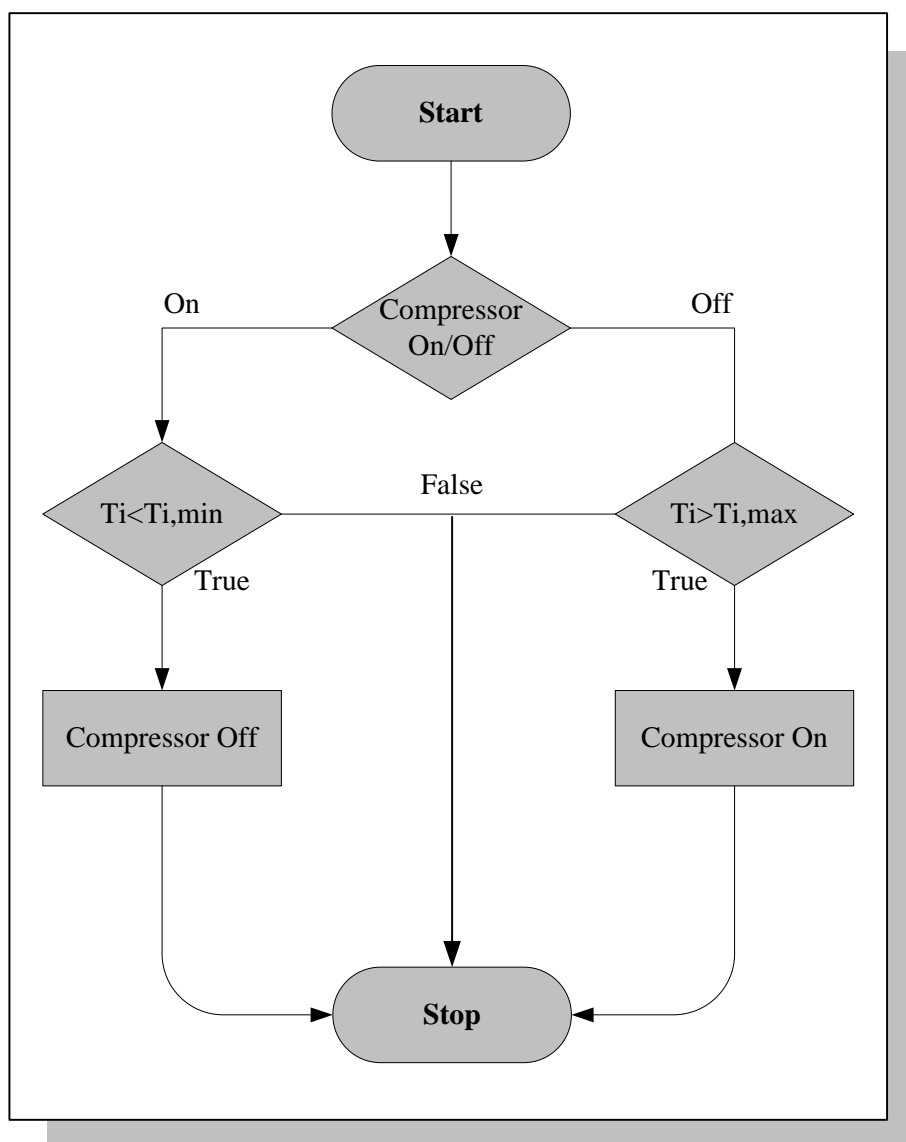 Start
On
Off
Compressor
On/Off
False
Ti<Ti,min
Ti>Ti,max
True
True
Compressor Off
Compressor On
Stop